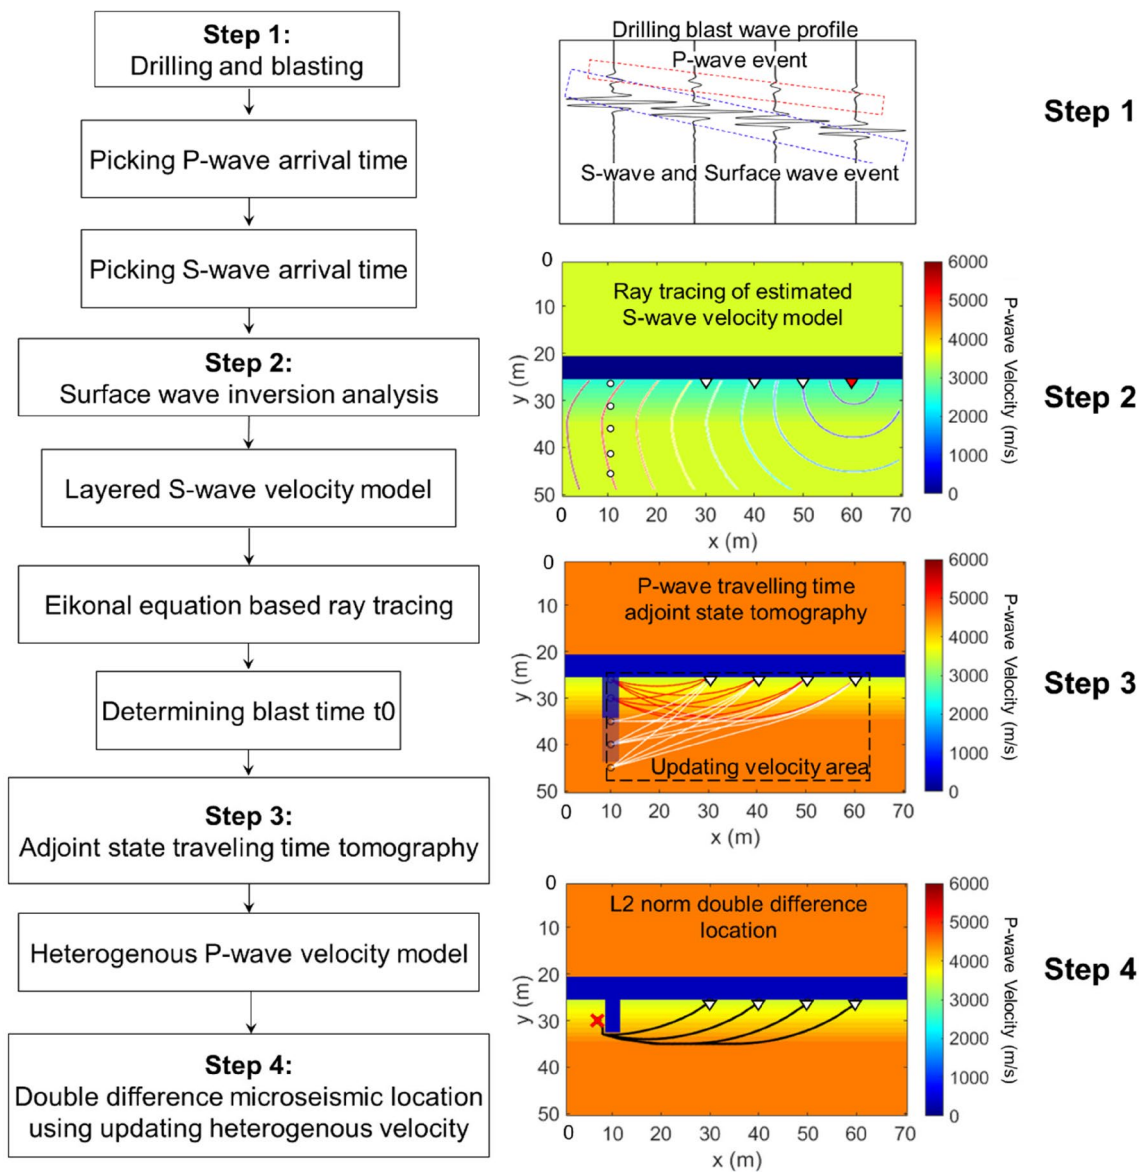 Step 1:
Drilling and blasting
Picking P-wave arrival time
Picking S-wave arrival time
Step 2:
Surface wave inversion analysis
Layered S-wave velocity model
Eikonal equation based ray tracing
Determining blast time t0
Step 3:
Adjoint state traveling time tomography
Heterogenous P-wave velocity model
Step 4:
Double difference microseismic location
using updating heterogenous velocity
Drilling blast wave profile
P-wave event
S-wave and Surface wave event
Step 1
Ray tracing of estimated
S-wave velocity model
0
10
20
30
40
50
y (m)
0 10 20 30 40 50 60 70
x (m)
6000
5000
4000
3000
2000
1000
0
P-wave Velocity (m/s)
Step 2
P-wave travelling time
adjoint state tomography
Updating velocity area
0
10
20
30
40
50
y (m)
0 10 20 30 40 50 60 70
x (m)
6000
5000
4000
3000
2000
1000
0
P-wave Velocity (m/s)
Step 3
L2 norm double difference
location
0
10
20
30
40
50
y (m)
0 10 20 30 40 50 60 70
x (m)
6000
5000
4000
3000
2000
1000
0
P-wave Velocity (m/s)
Step 4